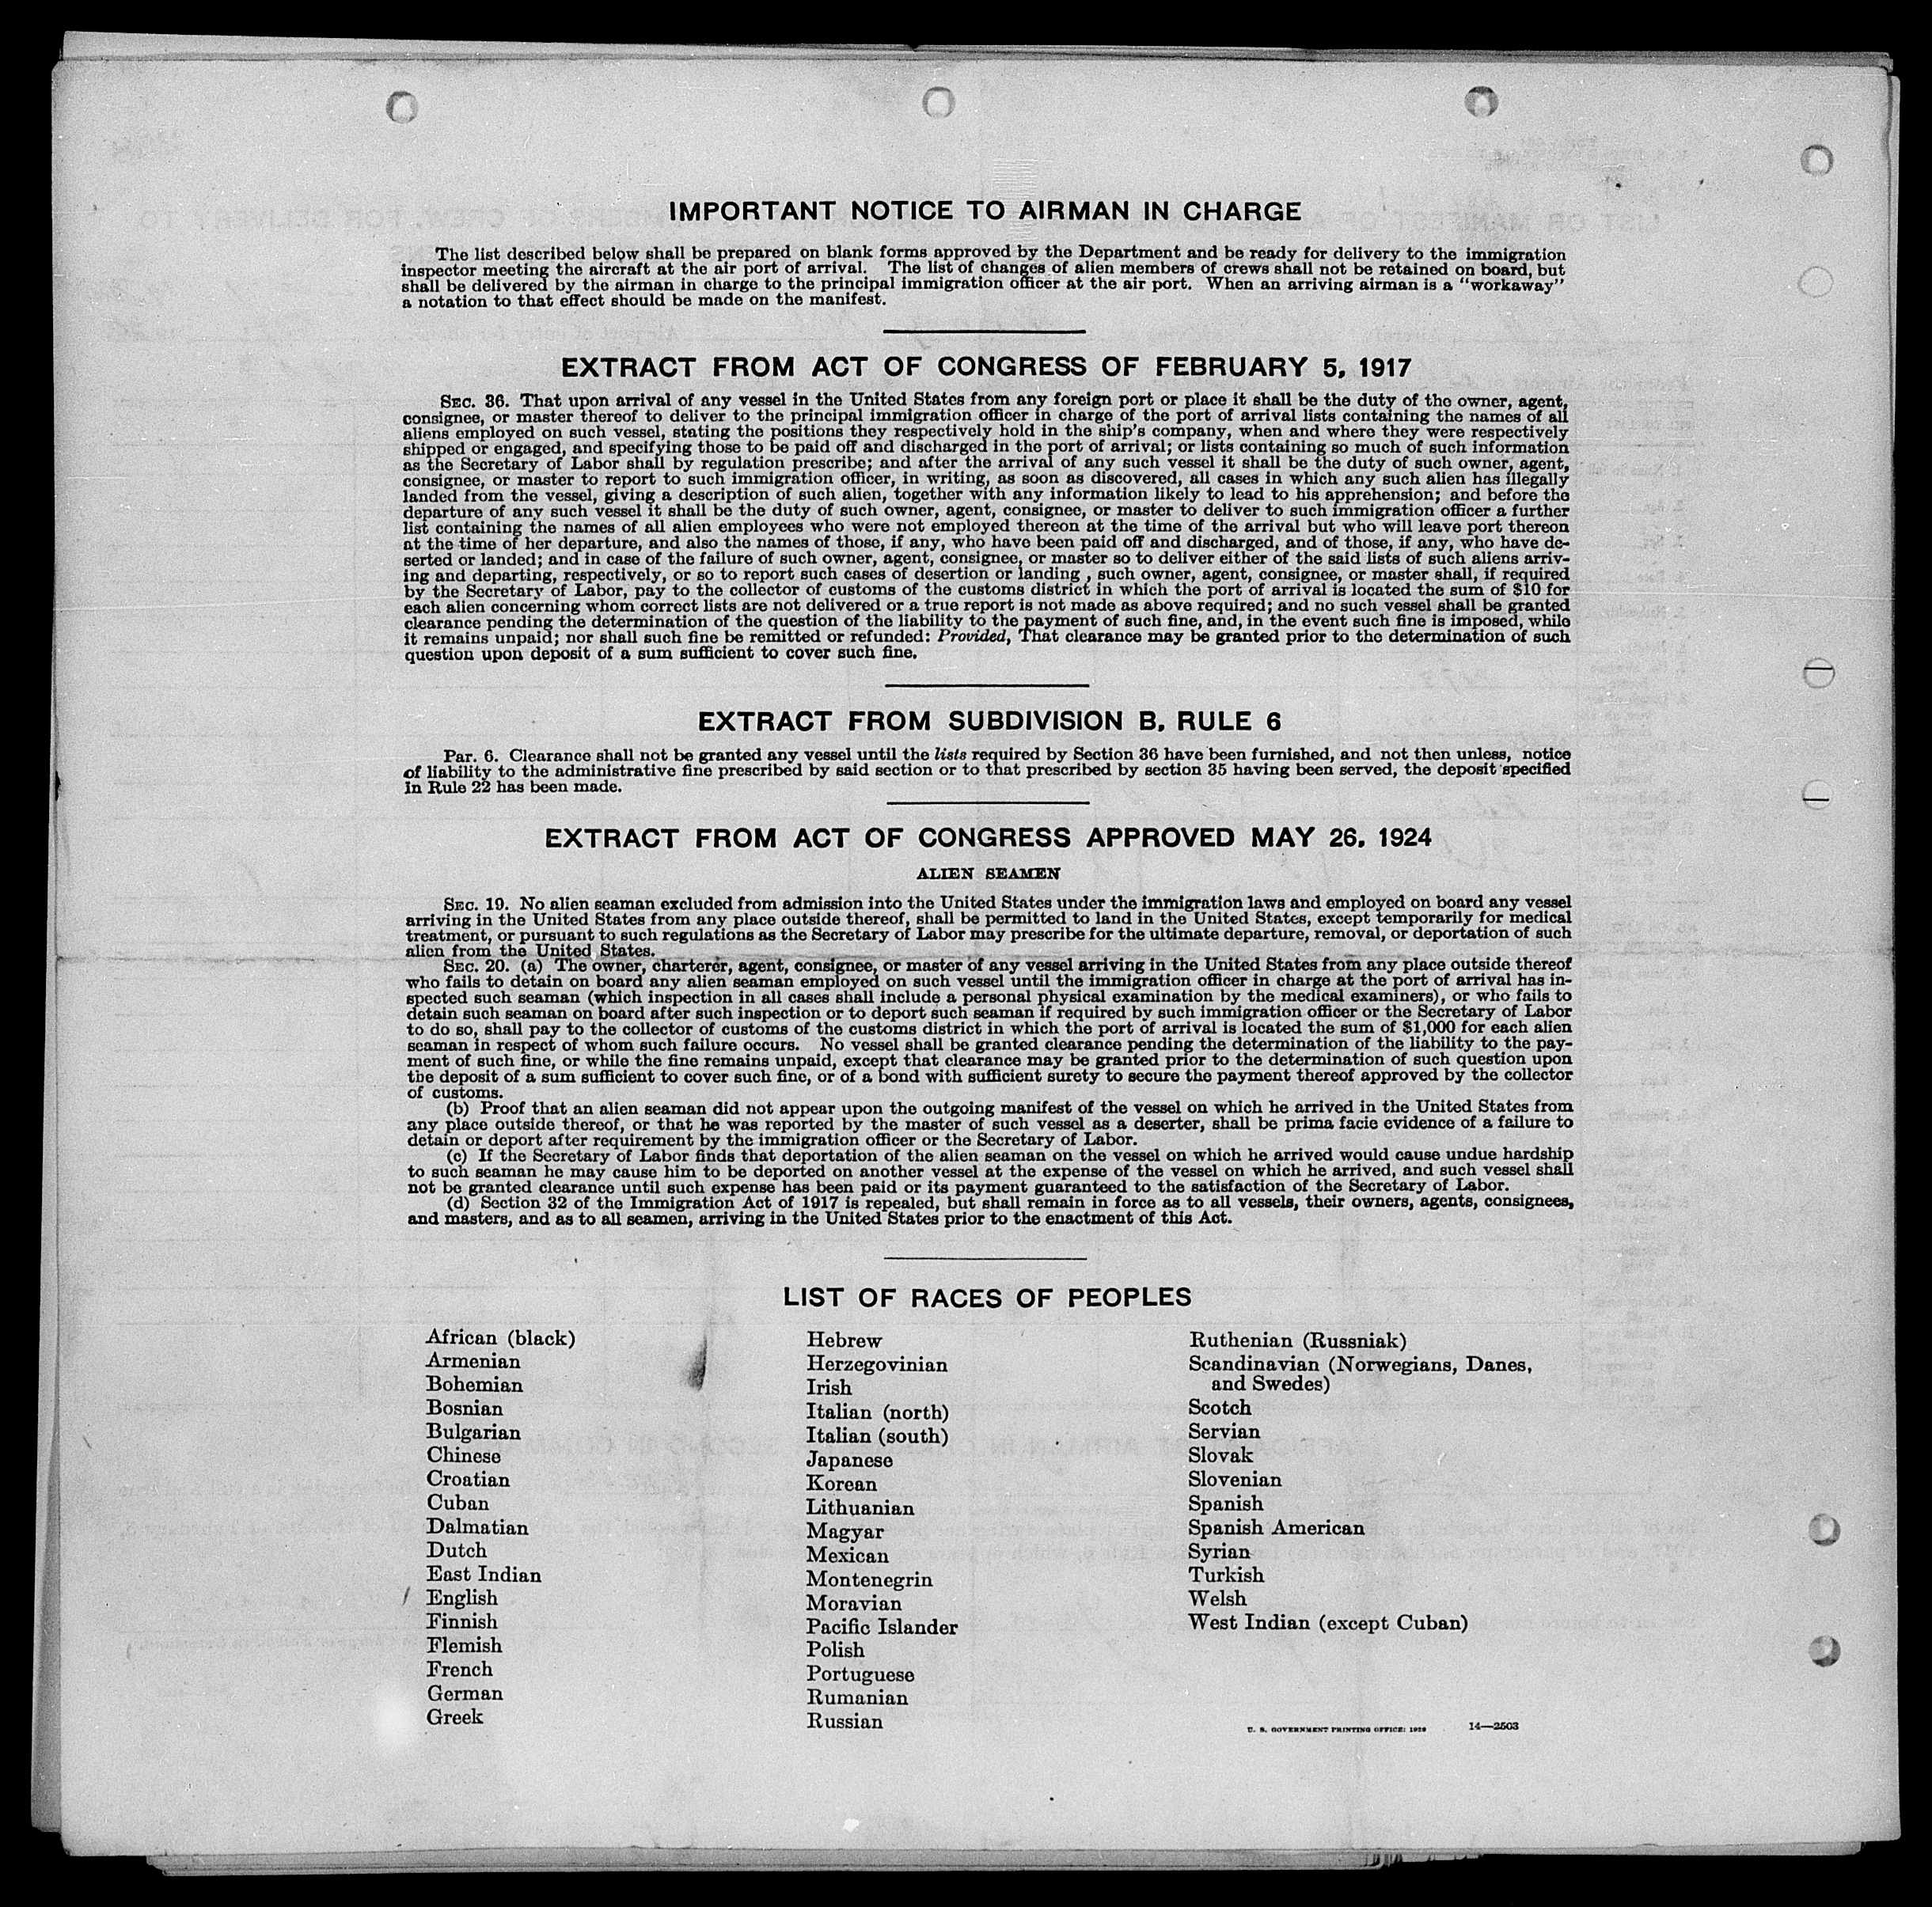 IMPORTANT NOTICE TO AIRMAN IN CHARGE
The list described below shall be prepared on blank forms approved by the Department and be ready for delivery to the immigration
inspector meeting the aircraft at the air port of arrival. The list of changes of alien members of crews shall not be retained on board, but
shall be delivered by the airman in charge to the principal immigration officer at the air port. When an arriving airman is a "workaway"
a notation to that effect should be made on the manifest.
EXTRACT FROM ACT OF CONGRESS OF FEBRUARY 5, 1917
SEC. 36. That upon arrival of any vessel in the United States from any foreign port or place it shall be the duty of the owner, agent,
consignee, or master thereof to deliver to the principal immigration officer in charge of the port of arrival lists containing the names of all
aliens employed on such vessel, stating the positions they respectively hold in the ship's company, when and where they were respectively
shipped or engaged, and specifying those to be paid off and discharged in the port of arrival; or lists containing so much of such information
as the Secretary of Labor shall by regulation prescribe; and after the arrival of any such vessel it shall be the duty of such owner, agent,
consignee, or master to report to such immigration officer, in writing, as soon as discovered, all cases in which any such alien has illegally
landed from the vessel, giving a description of such alien, together with any information likely to lead to his apprehension; and before the
departure of any such vessel it shall be the duty of such owner, agent, consignee, or master to deliver to such immigration officer a further
list containing the names of all alien employees who were not employed thereon at the time of the arrival but who will leave port thereon
at the time of her departure, and also the names of those, if any, who have been paid off and discharged, and of those, if any, who have de-
serted or landed; and in case of the failure of such owner, agent, consignee, or master so to deliver either of the said lists of such aliens arriv-
ing and departing, respectively, or so to report such cases of desertion or landing , such owner, agent, consignee, or master shall, if required
by the Secretary of Labor, pay to the collector of customs of the customs district in which the port of arrival is located the sum of $10 for
each alien concerning whom correct lists are not delivered or a true report is not made as above required; and no such vessel shall be granted
clearance pending the determination of the question of the liability to the payment of such fine, and, in the event such fine is imposed, while
it remains unpaid; nor shall such fine be remitted or refunded: Provided, That clearance may be granted prior to the determination of such
question upon deposit of a sum sufficient to cover such fine.
EXTRACT FROM SUBDIVISION B, RULE 6
Par. 6. Clearance shall not be granted any vessel until the lists required by Section 36 have been furnished, and not then unless, notice
of liability to the administrative fine prescribed by said section or to that prescribed by section 35 having been served, the deposit specified
in Rule 22 has been made.
EXTRACT FROM ACT OF CONGRESS APPROVED MAY 26, 1924
ALIEN SEAMEN
SEC. 19. No alien seaman excluded from admission into the United States under the immigration laws and employed on board any vessel
arriving in the United States from any place outside thereof, shall be permitted to land in the United States, except temporarily for medical
treatment, or pursuant to such regulations as the Secretary of Labor may prescribe for the ultimate departure, removal, or deportation of such
alien from the United States.
SEC. 20. (a) The owner, charterer, agent, consignee, or master of any vessel arriving in the United States from any place outside thereof
who fails to detain on board any alien seaman employed on such vessel until the immigration officer in charge at the port of arrival has in-
spected such seaman (which inspection in all cases shall include a personal physical examination by the medical examiners), or who fails to
detain such seaman on board after such inspection or to deport such seaman if required by such immigration officer or the Secretary of Labor
to do so, shall pay to the collector of customs of the customs district in which the port of arrival is located the sum of $1,000 for each alien
seaman in respect of whom such failure occurs. No vessel shall be granted clearance pending the determination of the liability to the pay-
ment of such fine, or while the fine remains unpaid, except that clearance may be granted prior to the determination of such question upon
the deposit of a sum sufficient to cover such fine, or of a bond with sufficient surety to secure the payment thereof approved by the collector
of customs.
(b) Proof that an alien seaman did not appear upon the outgoing manifest of the vessel on which he arrived in the United States from
any place outside thereof, or that he was reported by the master of such vessel as a deserter, shall be prima facie evidence of a failure to
detain or deport after requirement by the immigration officer or the Secretary of Labor.
(c) If the Secretary of Labor finds that deportation of the alien seaman on the vessel on which he arrived would cause undue hardship
to such seaman he may cause him to be deported on another vessel at the expense of the vessel on which he arrived, and such vessel shall
not be granted clearance until such expense has been paid or its payment guaranteed to the satisfaction of the Secretary of Labor.
(d) Section 32 of the Immigration Act of 1917 is repealed, but shall remain in force as to all vessels, their owners, agents, consignees,
and masters, and as to all seamen, arriving in the United States prior to the enactment of this Act.
LIST OF RACES OF PEOPLES
African (black)
Armenian
Bohemian
Bosnian
Bulgarian
Chinese
Croatian
Cuban
Dalmatian
Dutch
East Indian
English
Finnish
Flemish
French
German
Greek
Hebrew
Herzegovinian
Irish
Italian (north)
Italian (south)
Japanese
Korean
Lithuanian
Magyar
Mexican
Montenegrin
Moravian
Pacific Islander
Polish
Portuguese
Rumanian
Russian
Ruthenian (Russniak)
Scandinavian (Norwegians, Danes,
and Swedes)
Scotch
Servian
Slovak
Slovenian
Spanish
Spanish American
Syrian
Turkish
Welsh
West Indian (except Cuban)
U. S. GOVERNMENT PRINTING OFFICE: 1929 14—2503